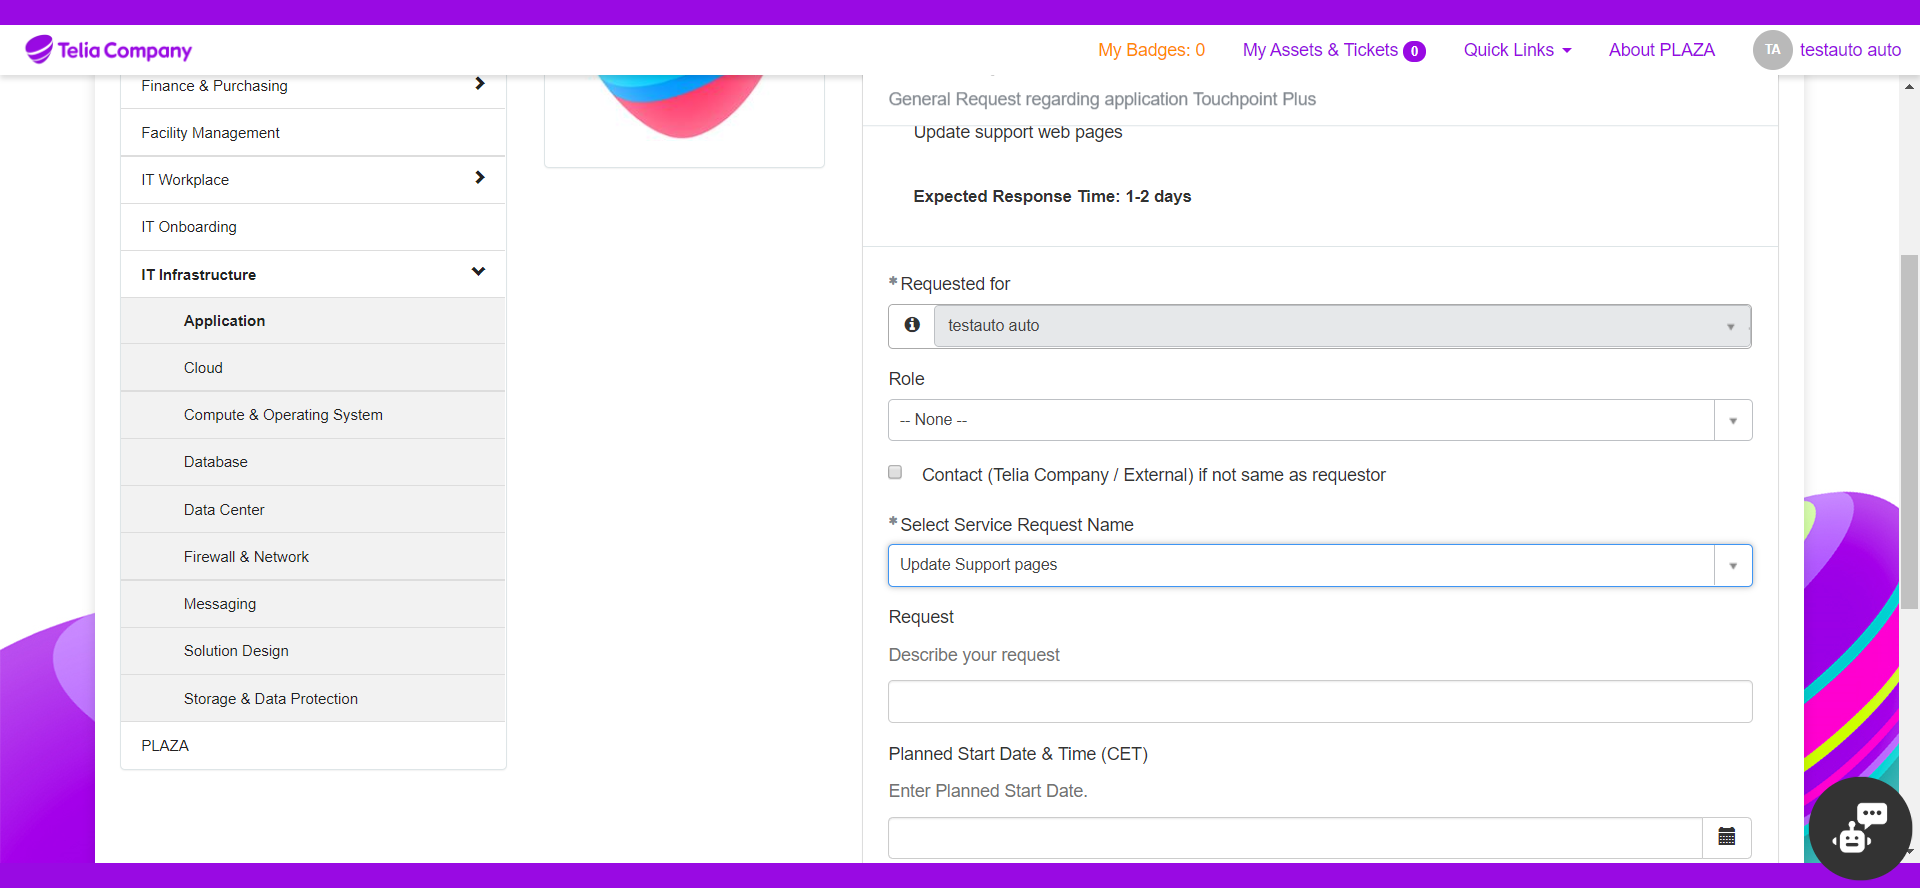 Telia Company
My Badges: 0
My Assets & Tickets 0
Quick Links
About PLAZA
TA
testauto auto
Finance & Purchasing
Facility Management
IT Workplace
IT Onboarding
IT Infrastructure
Application
Cloud
Compute & Operating System
Database
Data Center
Firewall & Network
Messaging
Solution Design
Storage & Data Protection
PLAZA
General Request regarding application Touchpoint Plus
Update support web pages
Expected Response Time: 1-2 days
* Requested for
testauto auto
Role
-- None --
Contact (Telia Company / External) if not same as requestor
* Select Service Request Name
Update Support pages
Request
Describe your request
Planned Start Date & Time (CET)
Enter Planned Start Date.